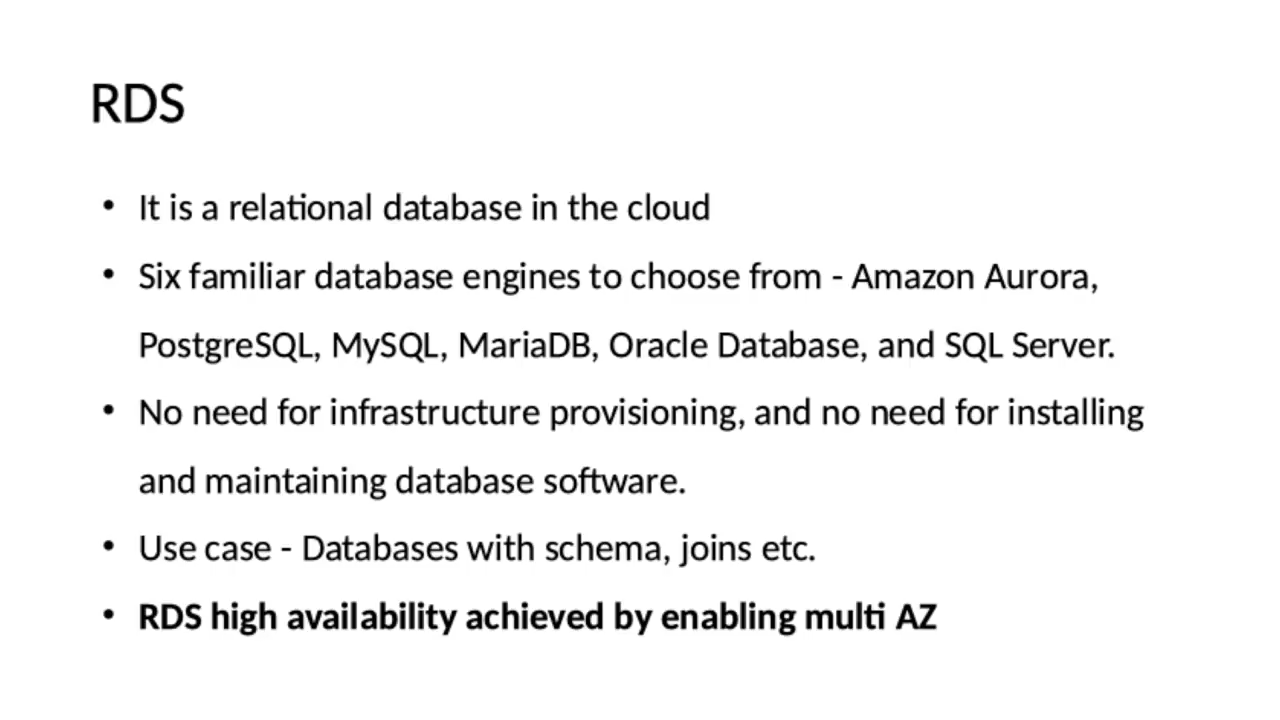 RDS
• It is a relational database in the cloud
• Six familiar database engines to choose from - Amazon Aurora,
PostgreSQL, MySQL, MariaDB, Oracle Database, and SQL Server.
• No need for infrastructure provisioning, and no need for installing
and maintaining database software.
• Use case - Databases with schema, joins etc.
• RDS high availability achieved by enabling multi AZ